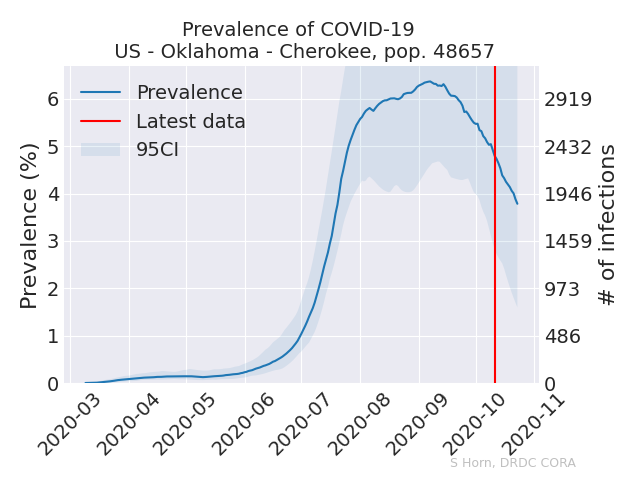 Prevalence of COVID-19
US - Oklahoma - Cherokee, pop. 48657
Prevalence
Latest data
95CI
Prevalence (%)
6
5
4
3
2
1
0
2919
2432
1946
1459
973
486
0
# of infections
2020-03
2020-04
2020-05
2020-06
2020-07
2020-08
2020-09
2020-10
2020-11
S Horn, DRDC CORA